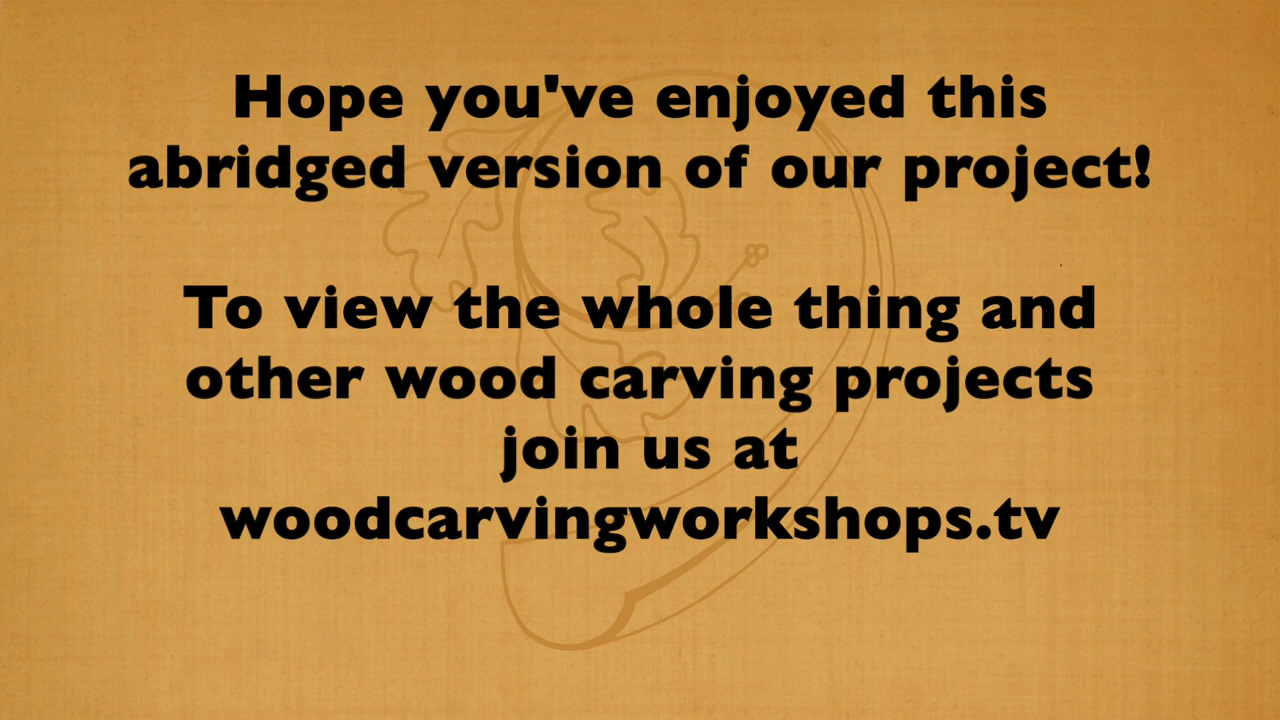 Hope you've enjoyed this
abridged version of our project!
To view the whole thing and
other wood carving projects
join us at
woodcarvingworkshops.tv